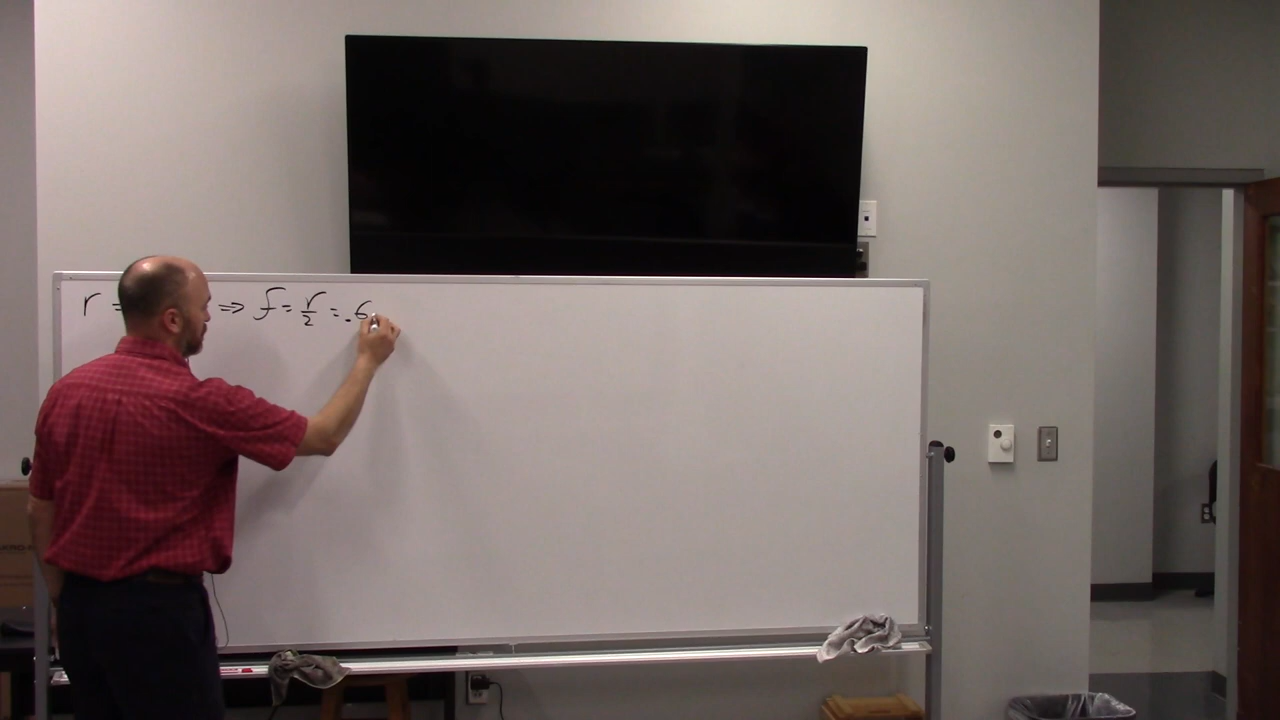 r = ⇒ f = r/2 = .6